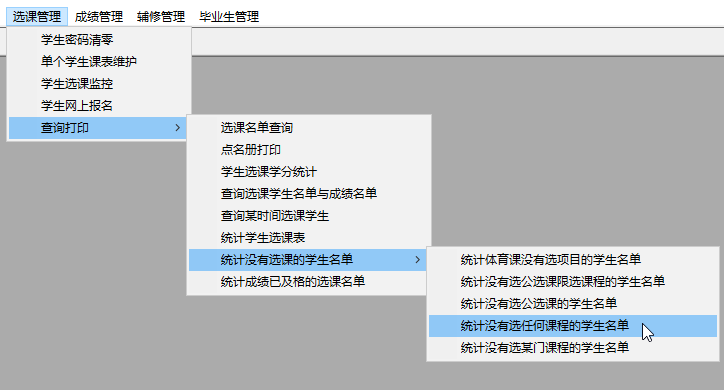 选课管理 成绩管理 辅修管理 毕业生管理
学生密码清零
单个学生课表维护
学生选课监控
学生网上报名
查询打印
选课名单查询
点名册打印
学生选课学分统计
查询选课学生名单与成绩名单
查询某时间选课学生
统计学生选课表
统计没有选课的学生名单
统计成绩已及格的选课名单
统计体育课没有选项目的学生名单
统计没有选公选课限选课程的学生名单
统计没有选公选课的学生名单
统计没有选任何课程的学生名单
统计没有选某门课程的学生名单